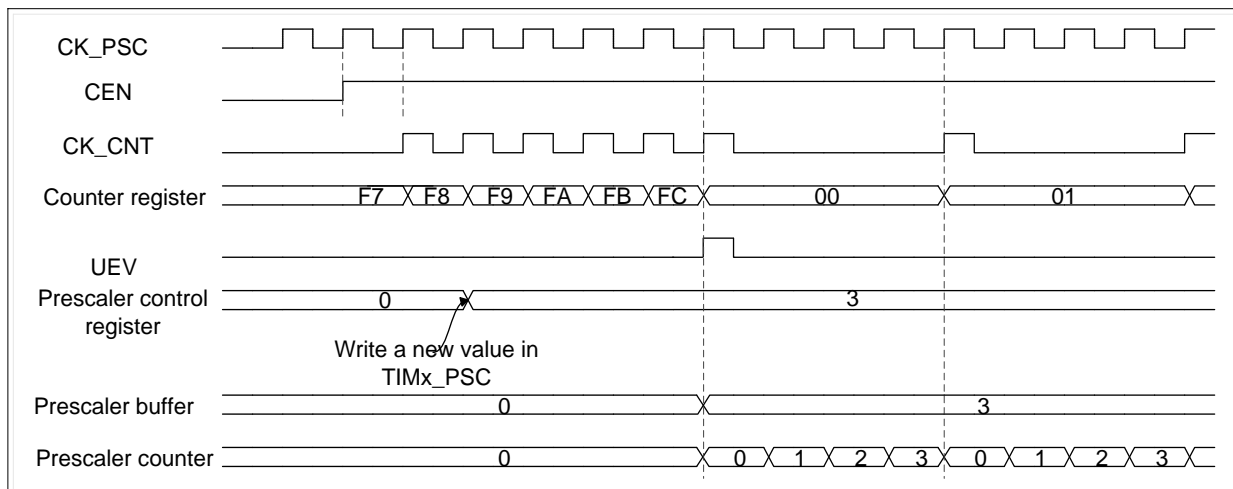 CK_PSC
CEN
CK_CNT
Counter register F7 F8 F9 FA FB FC 00 01
UEV
Prescaler control
register
0 3
Write a new value in
TIMx_PSC
Prescaler buffer 0 3
Prescaler counter 0 0 1 2 3 0 1 2 3